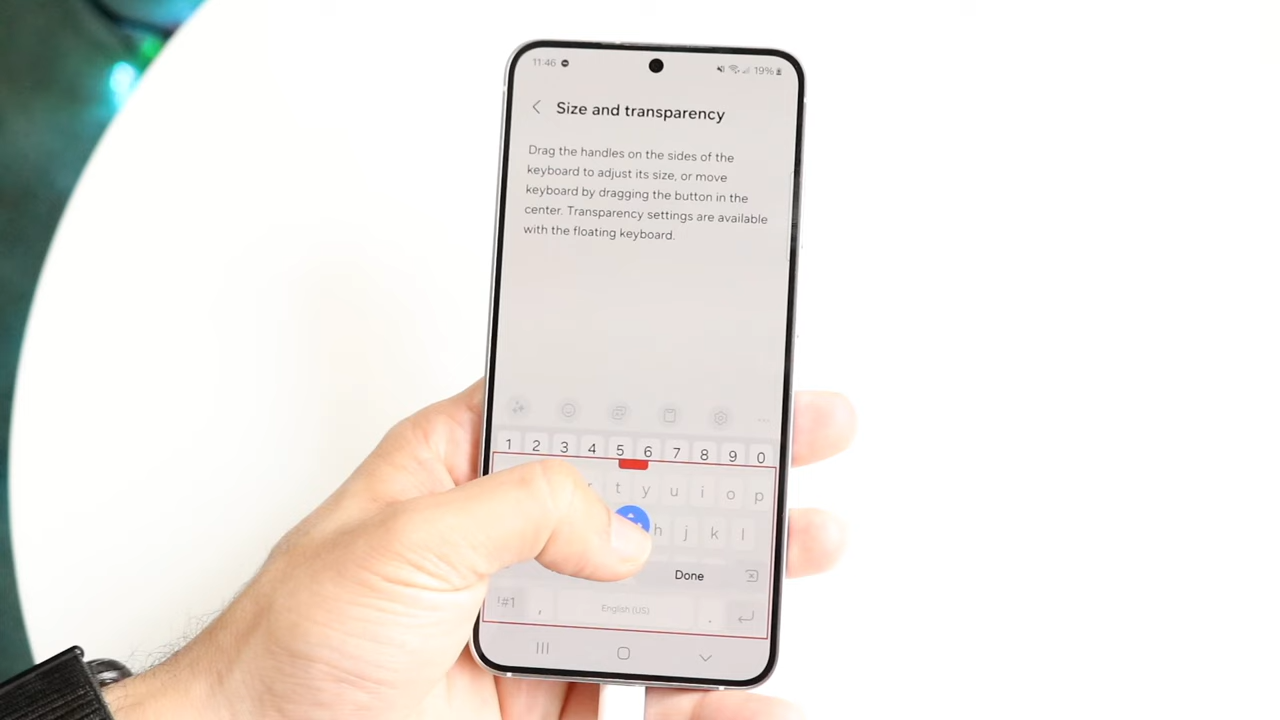 11:46
19%
Size and transparency
Drag the handles on the sides of the
keyboard to adjust its size, or move
keyboard by dragging the button in the
center. Transparency settings are available
with the floating keyboard.
1 2 3 4 5 6 7 8 9 0
r t y u i o p
h j k l
Done
!#1 , English (US) .